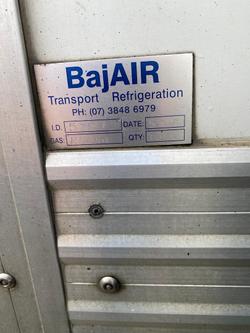 BajAIR
Transport Refrigeration
PH: (07) 3848 6979
I.D. DATE:
GAS: QTY: